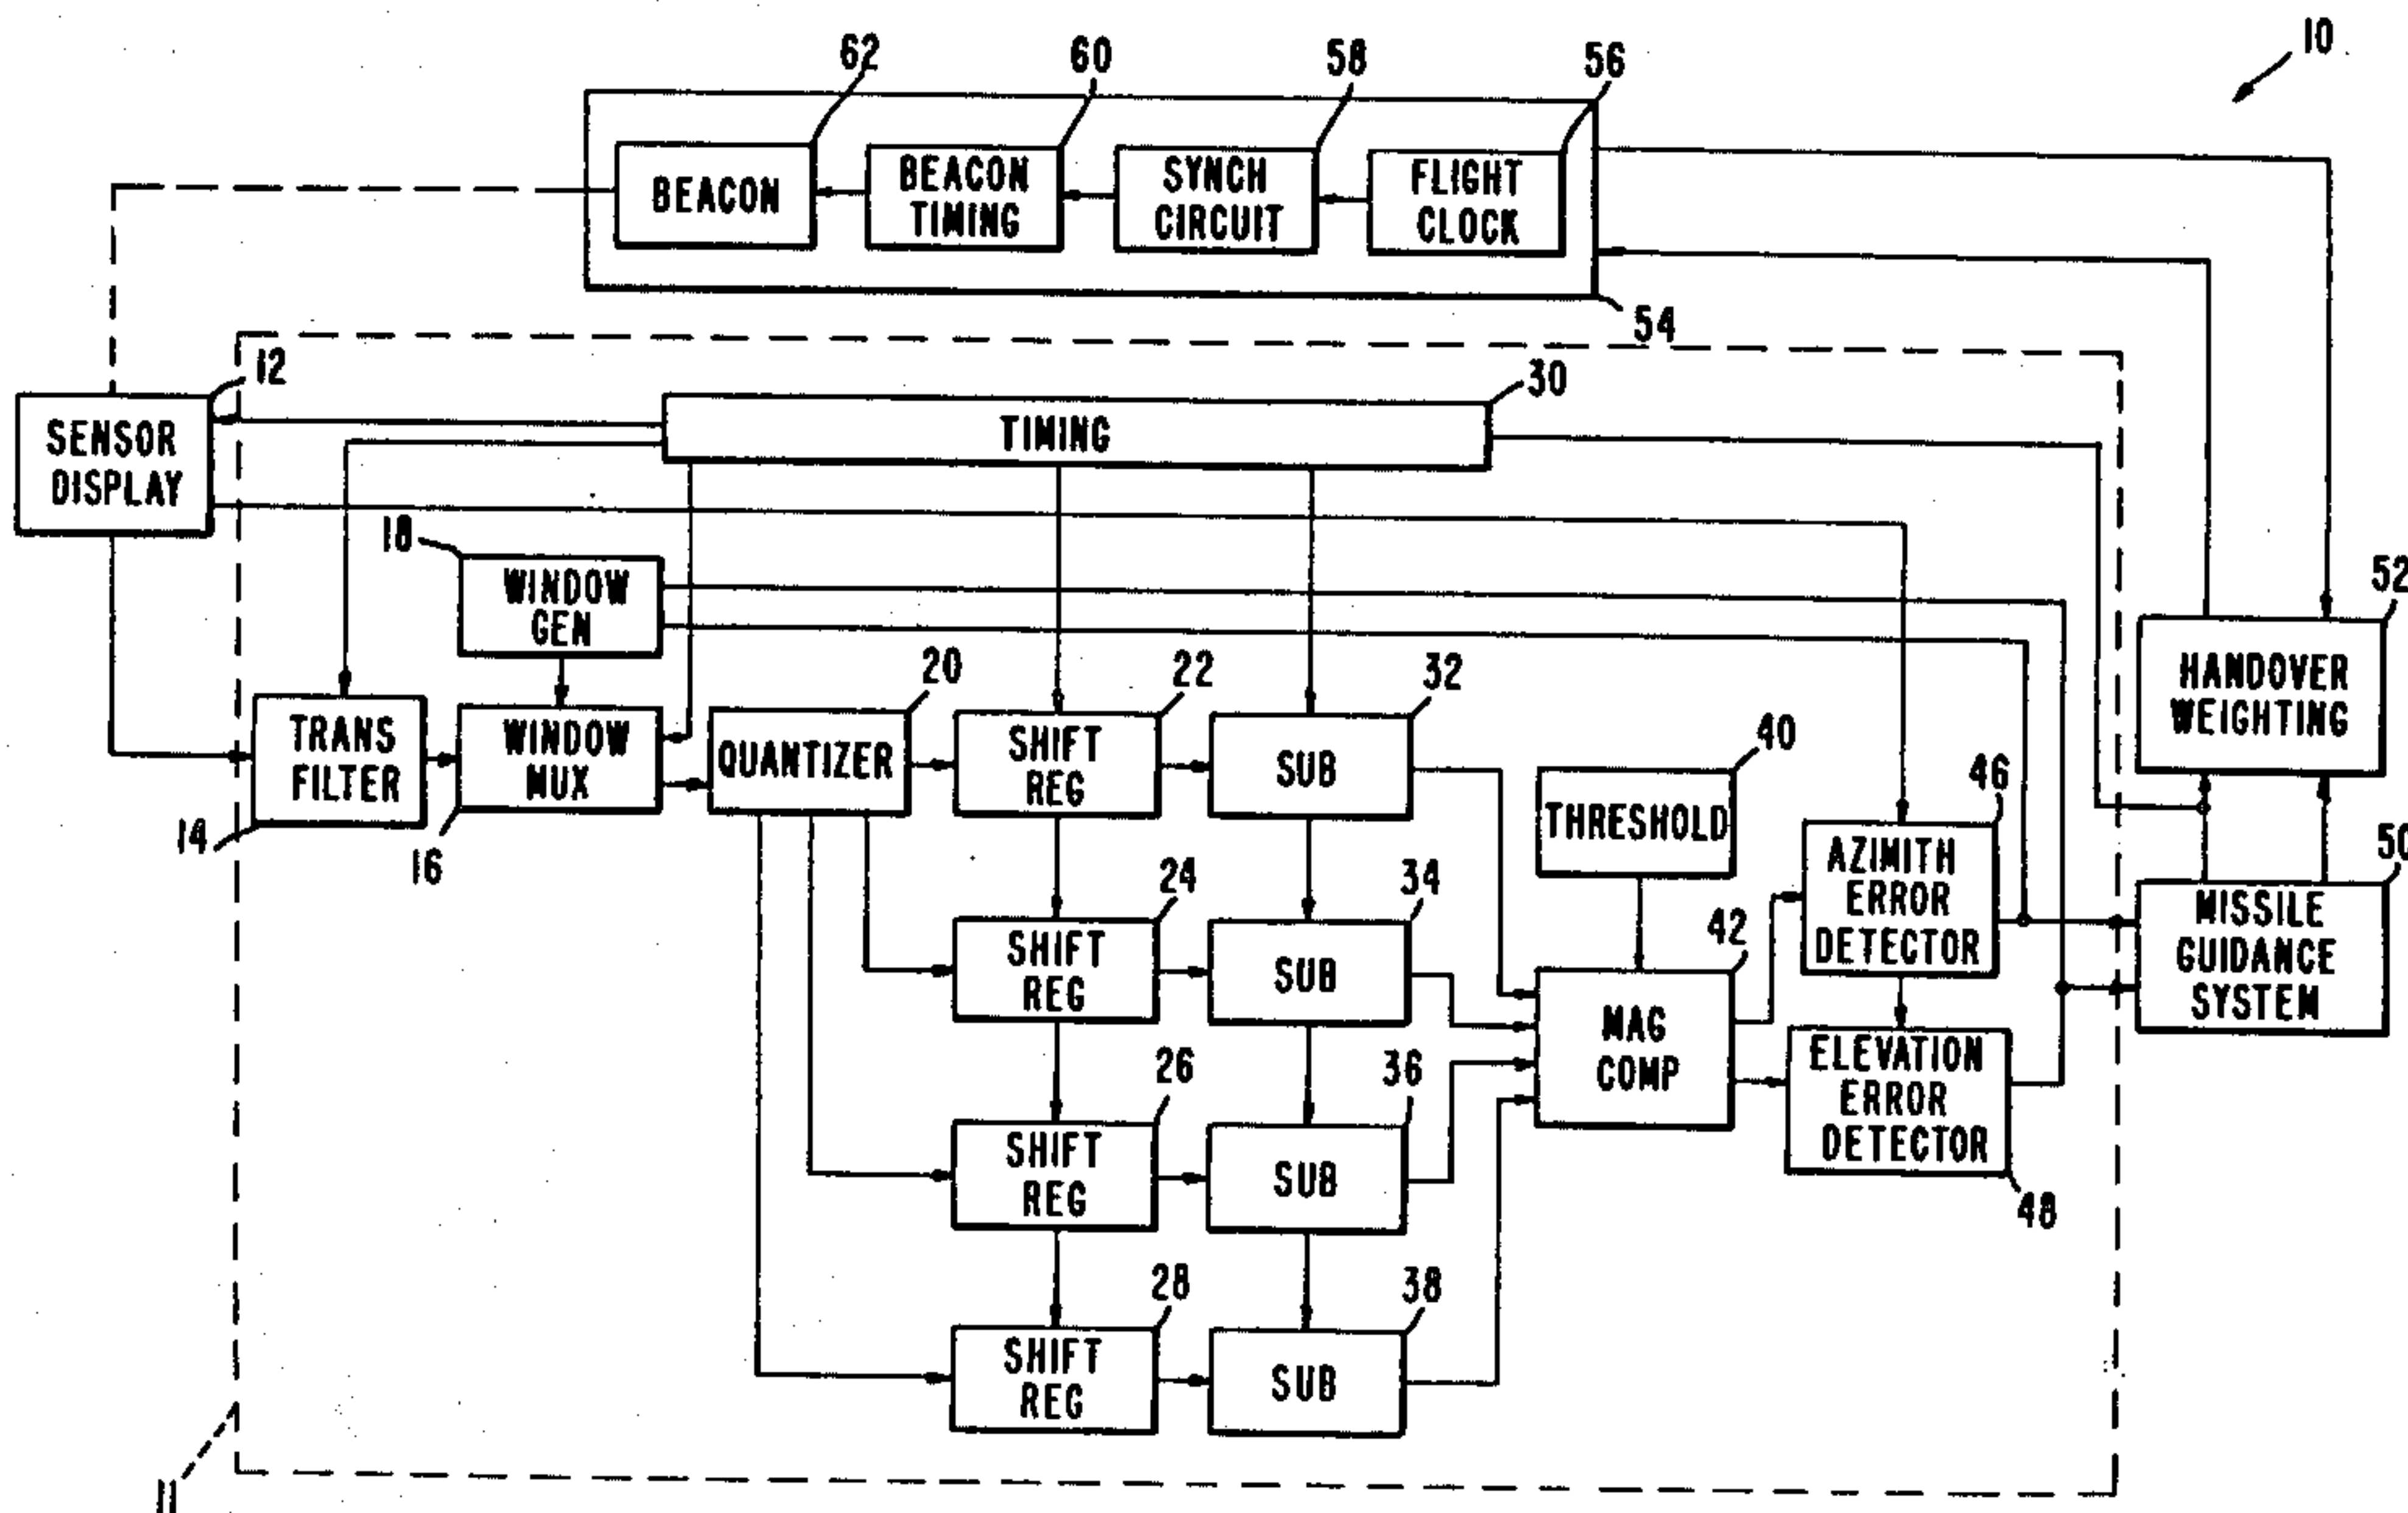 10
62
60
58
56
BEACON
BEACON
TIMING
SYNCH
CIRCUIT
FLIGHT
CLOCK
54
12
30
SENSOR
DISPLAY
TIMING
18
WINDOW
GEN
52
HANDOVER
WEIGHTING
20
22
32
TRANS
FILTER
WINDOW
MUX
QUANTIZER
SHIFT
REG
SUB
40
THRESHOLD
46
14
16
AZIMITH
ERROR
DETECTOR
50
MISSILE
GUIDANCE
SYSTEM
24
34
42
SHIFT
REG
SUB
MAG
COMP
ELEVATION
ERROR
DETECTOR
48
26
36
SHIFT
REG
SUB
28
38
SHIFT
REG
SUB
11